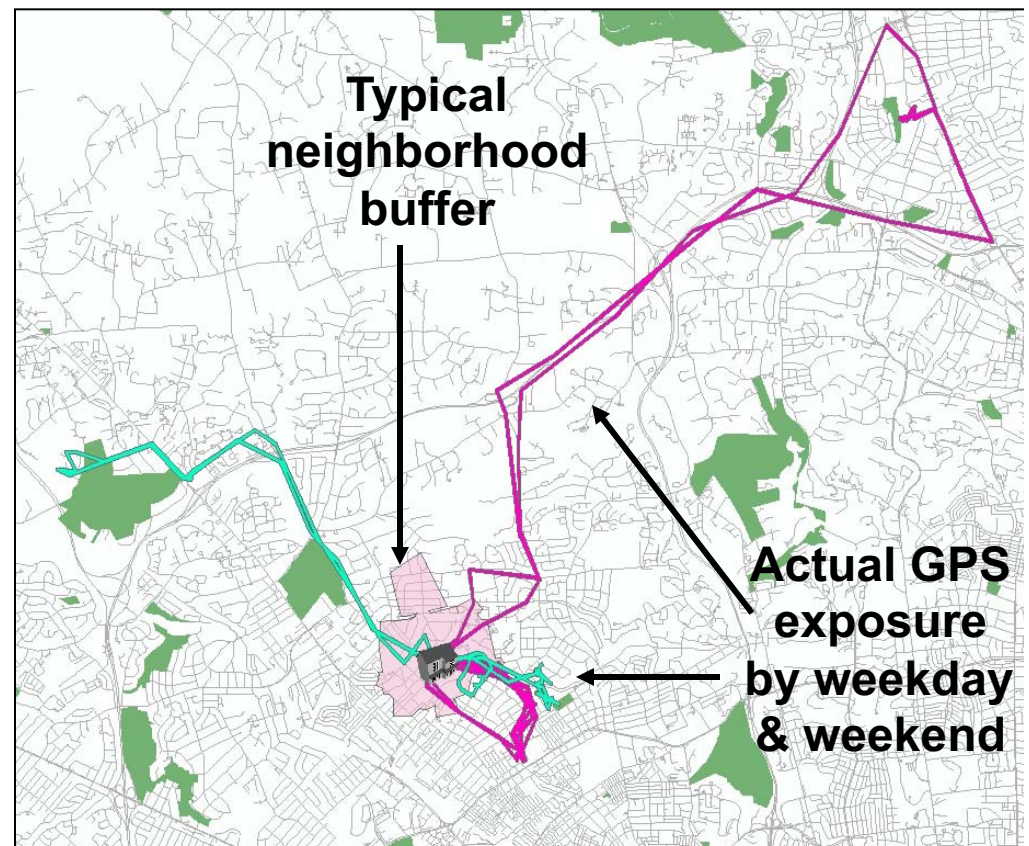 Typical
neighborhood
buffer
Actual GPS
exposure
by weekday
& weekend